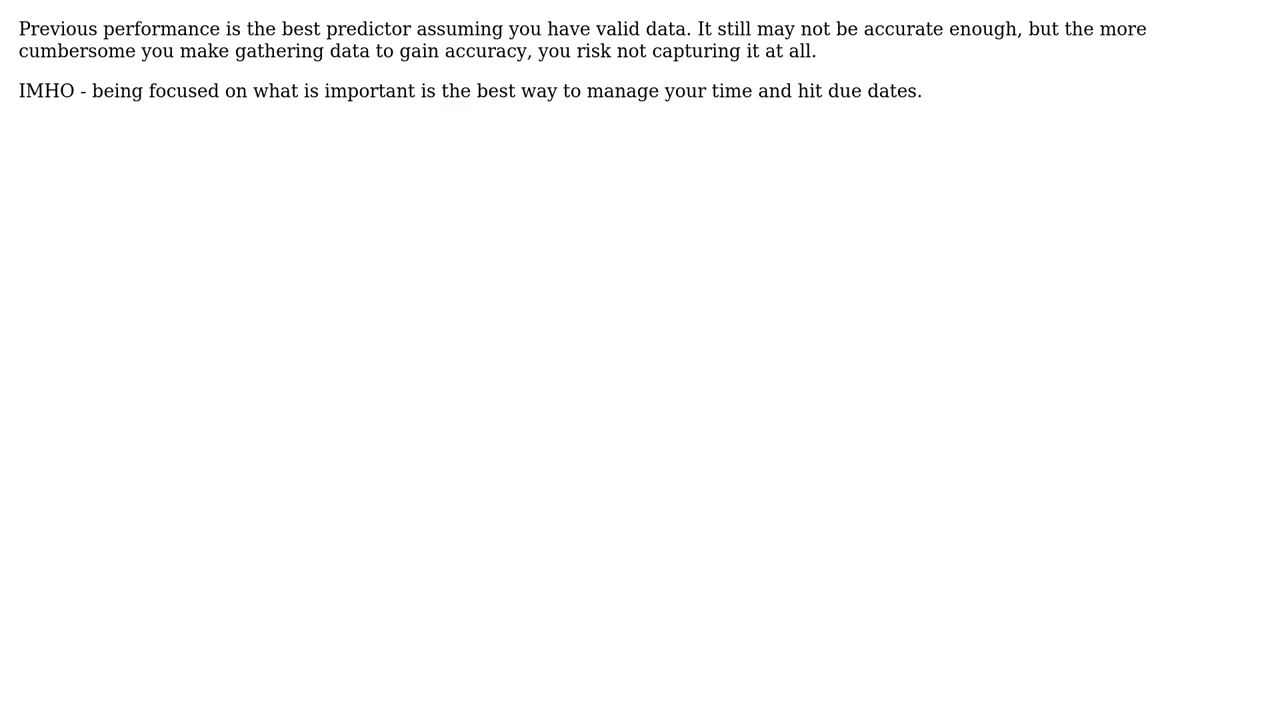 Previous performance is the best predictor assuming you have valid data. It still may not be accurate enough, but the more
cumbersome you make gathering data to gain accuracy, you risk not capturing it at all.
IMHO - being focused on what is important is the best way to manage your time and hit due dates.